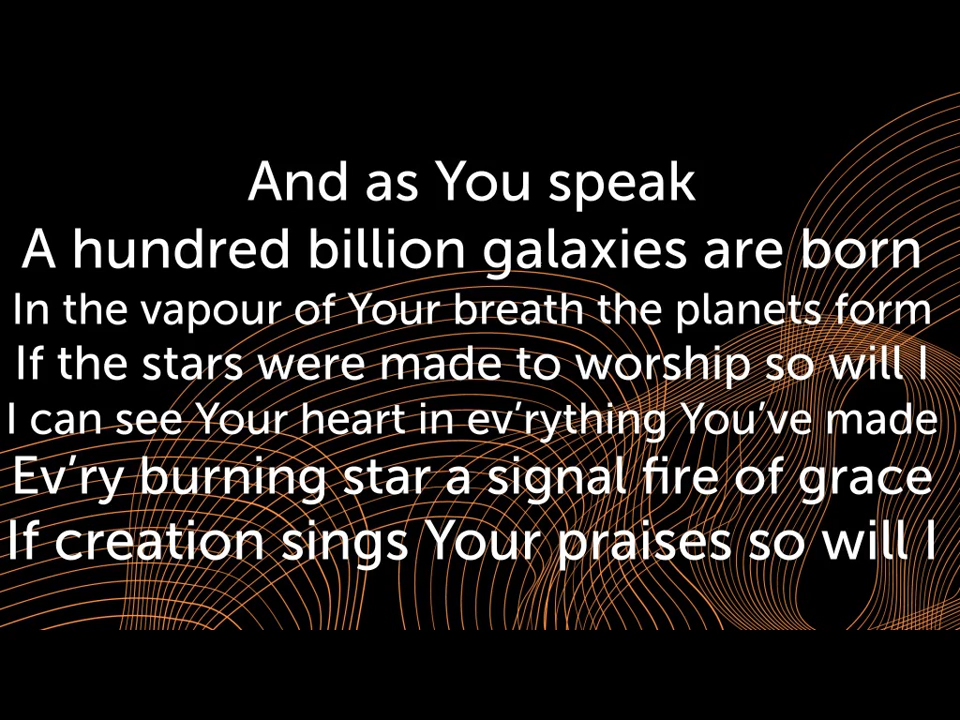 And as You speak
A hundred billion galaxies are born
In the vapour of Your breath the planets form
If the stars were made to worship so will I
I can see Your heart in ev’rything You’ve made
Ev’ry burning star a signal fire of grace
If creation sings Your praises so will I